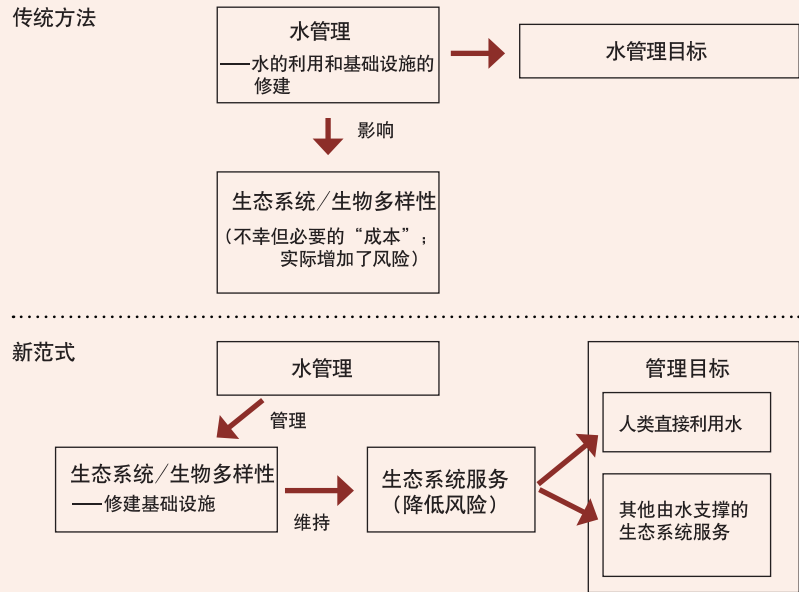 传统方法
水管理
——水的利用和基础设施的
修建
水管理目标
影响
生态系统/生物多样性
(不幸但必要的“成本”;
实际增加了风险)
新范式
水管理
管理
生态系统/生物多样性
——修建基础设施
维持
生态系统服务
(降低风险)
管理目标
人类直接利用水
其他由水支撑的
生态系统服务